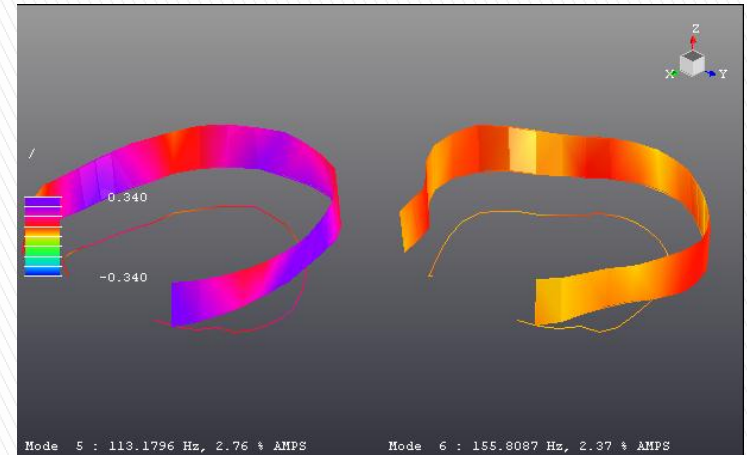 Z
X Y
/
0.340
-0.340
Mode 5 : 113.1796 Hz, 2.76 % AMPS
Mode 6 : 155.8087 Hz, 2.37 % AMPS